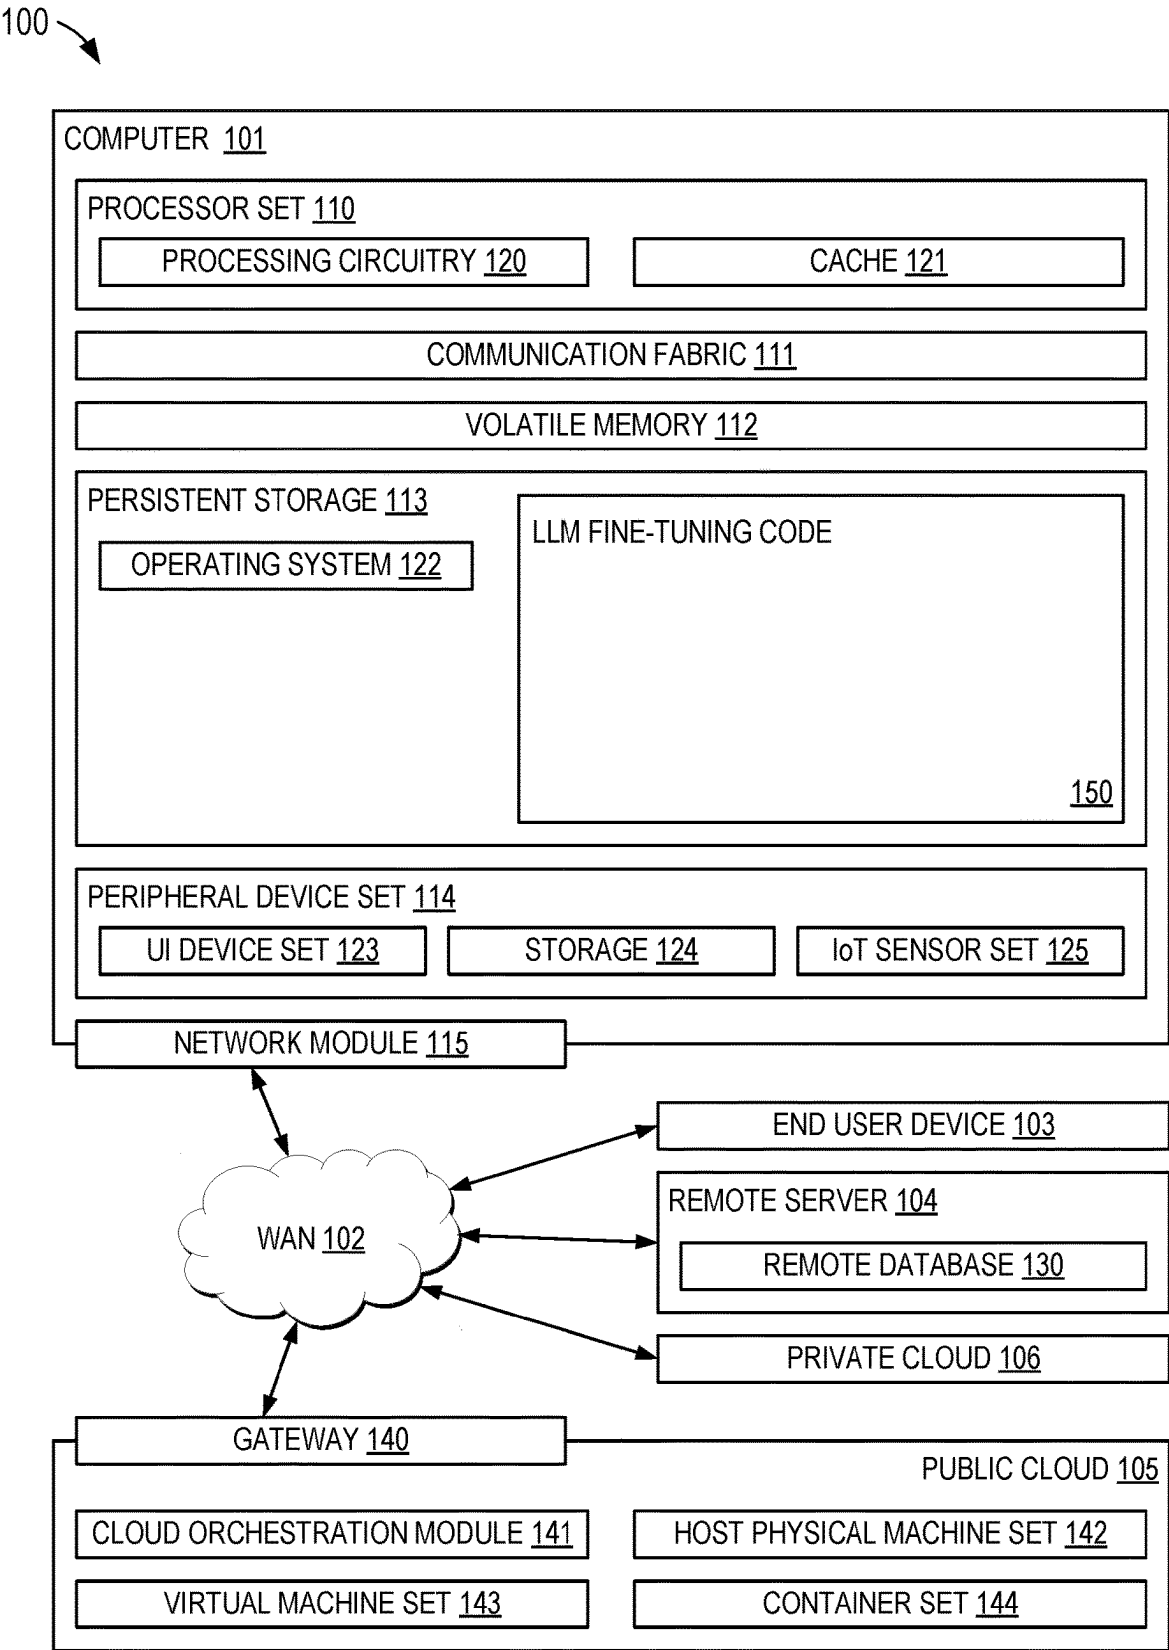 100
COMPUTER 101
PROCESSOR SET 110
PROCESSING CIRCUITRY 120
CACHE 121
COMMUNICATION FABRIC 111
VOLATILE MEMORY 112
PERSISTENT STORAGE 113
OPERATING SYSTEM 122
LLM FINE-TUNING CODE
150
PERIPHERAL DEVICE SET 114
UI DEVICE SET 123
STORAGE 124
IoT SENSOR SET 125
NETWORK MODULE 115
END USER DEVICE 103
REMOTE SERVER 104
WAN 102
REMOTE DATABASE 130
PRIVATE CLOUD 106
GATEWAY 140
PUBLIC CLOUD 105
CLOUD ORCHESTRATION MODULE 141
HOST PHYSICAL MACHINE SET 142
VIRTUAL MACHINE SET 143
CONTAINER SET 144